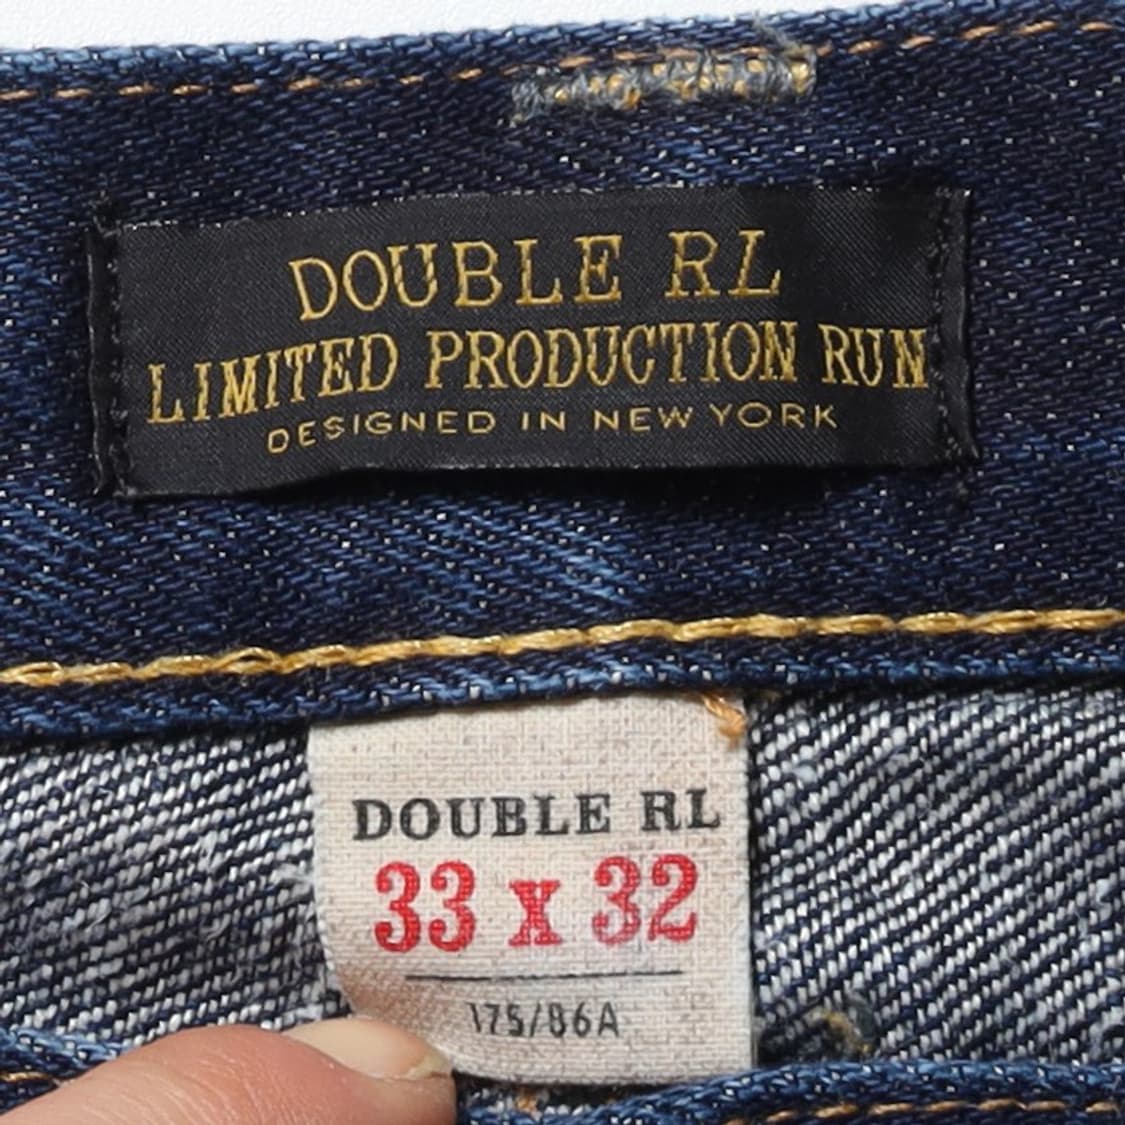 DOUBLE RL
LIMITED PRODUCTION RUN
DESIGNED IN NEW YORK
DOUBLE RL
33 x 32
175/86A